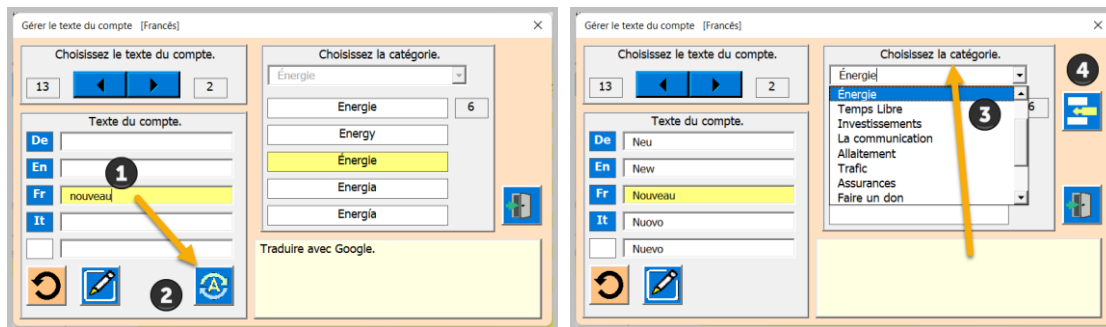 Gérer le texte du compte [Francés]
Choisissez le texte du compte.
13
2
Texte du compte.
De
En
1
Fr nouveau
It
2
A
Choisissez la catégorie.
Énergie
Energie
6
Energy
Énergie
Energia
Energía
Traduire avec Google.
Gérer le texte du compte [Francés]
Choisissez le texte du compte.
13
2
Texte du compte.
De Neu
En New
Fr Nouveau
It Nuovo
Nuevo
Choisissez la catégorie.
4
Énergie
Énergie
3
6
Temps Libre
Investissements
La communication
Allaitement
Trafic
Assurances
Faire un don